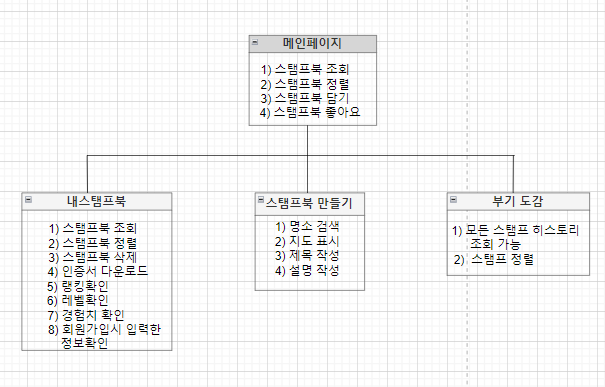 메인페이지
1) 스탬프북 조회
2) 스탬프북 정렬
3) 스탬프북 담기
4) 스탬프북 좋아요
내스탬프북
1) 스탬프북 조회
2) 스탬프북 정렬
3) 스탬프북 삭제
4) 인증서 다운로드
5) 랭킹확인
6) 레벨확인
7) 경험치 확인
8) 회원가입시 입력한
정보확인
스탬프북 만들기
1) 명소 검색
2) 지도 표시
3) 제목 작성
4) 설명 작성
부기 도감
1) 모든 스탬프 히스토리
조회 가능
2) 스탬프 정렬